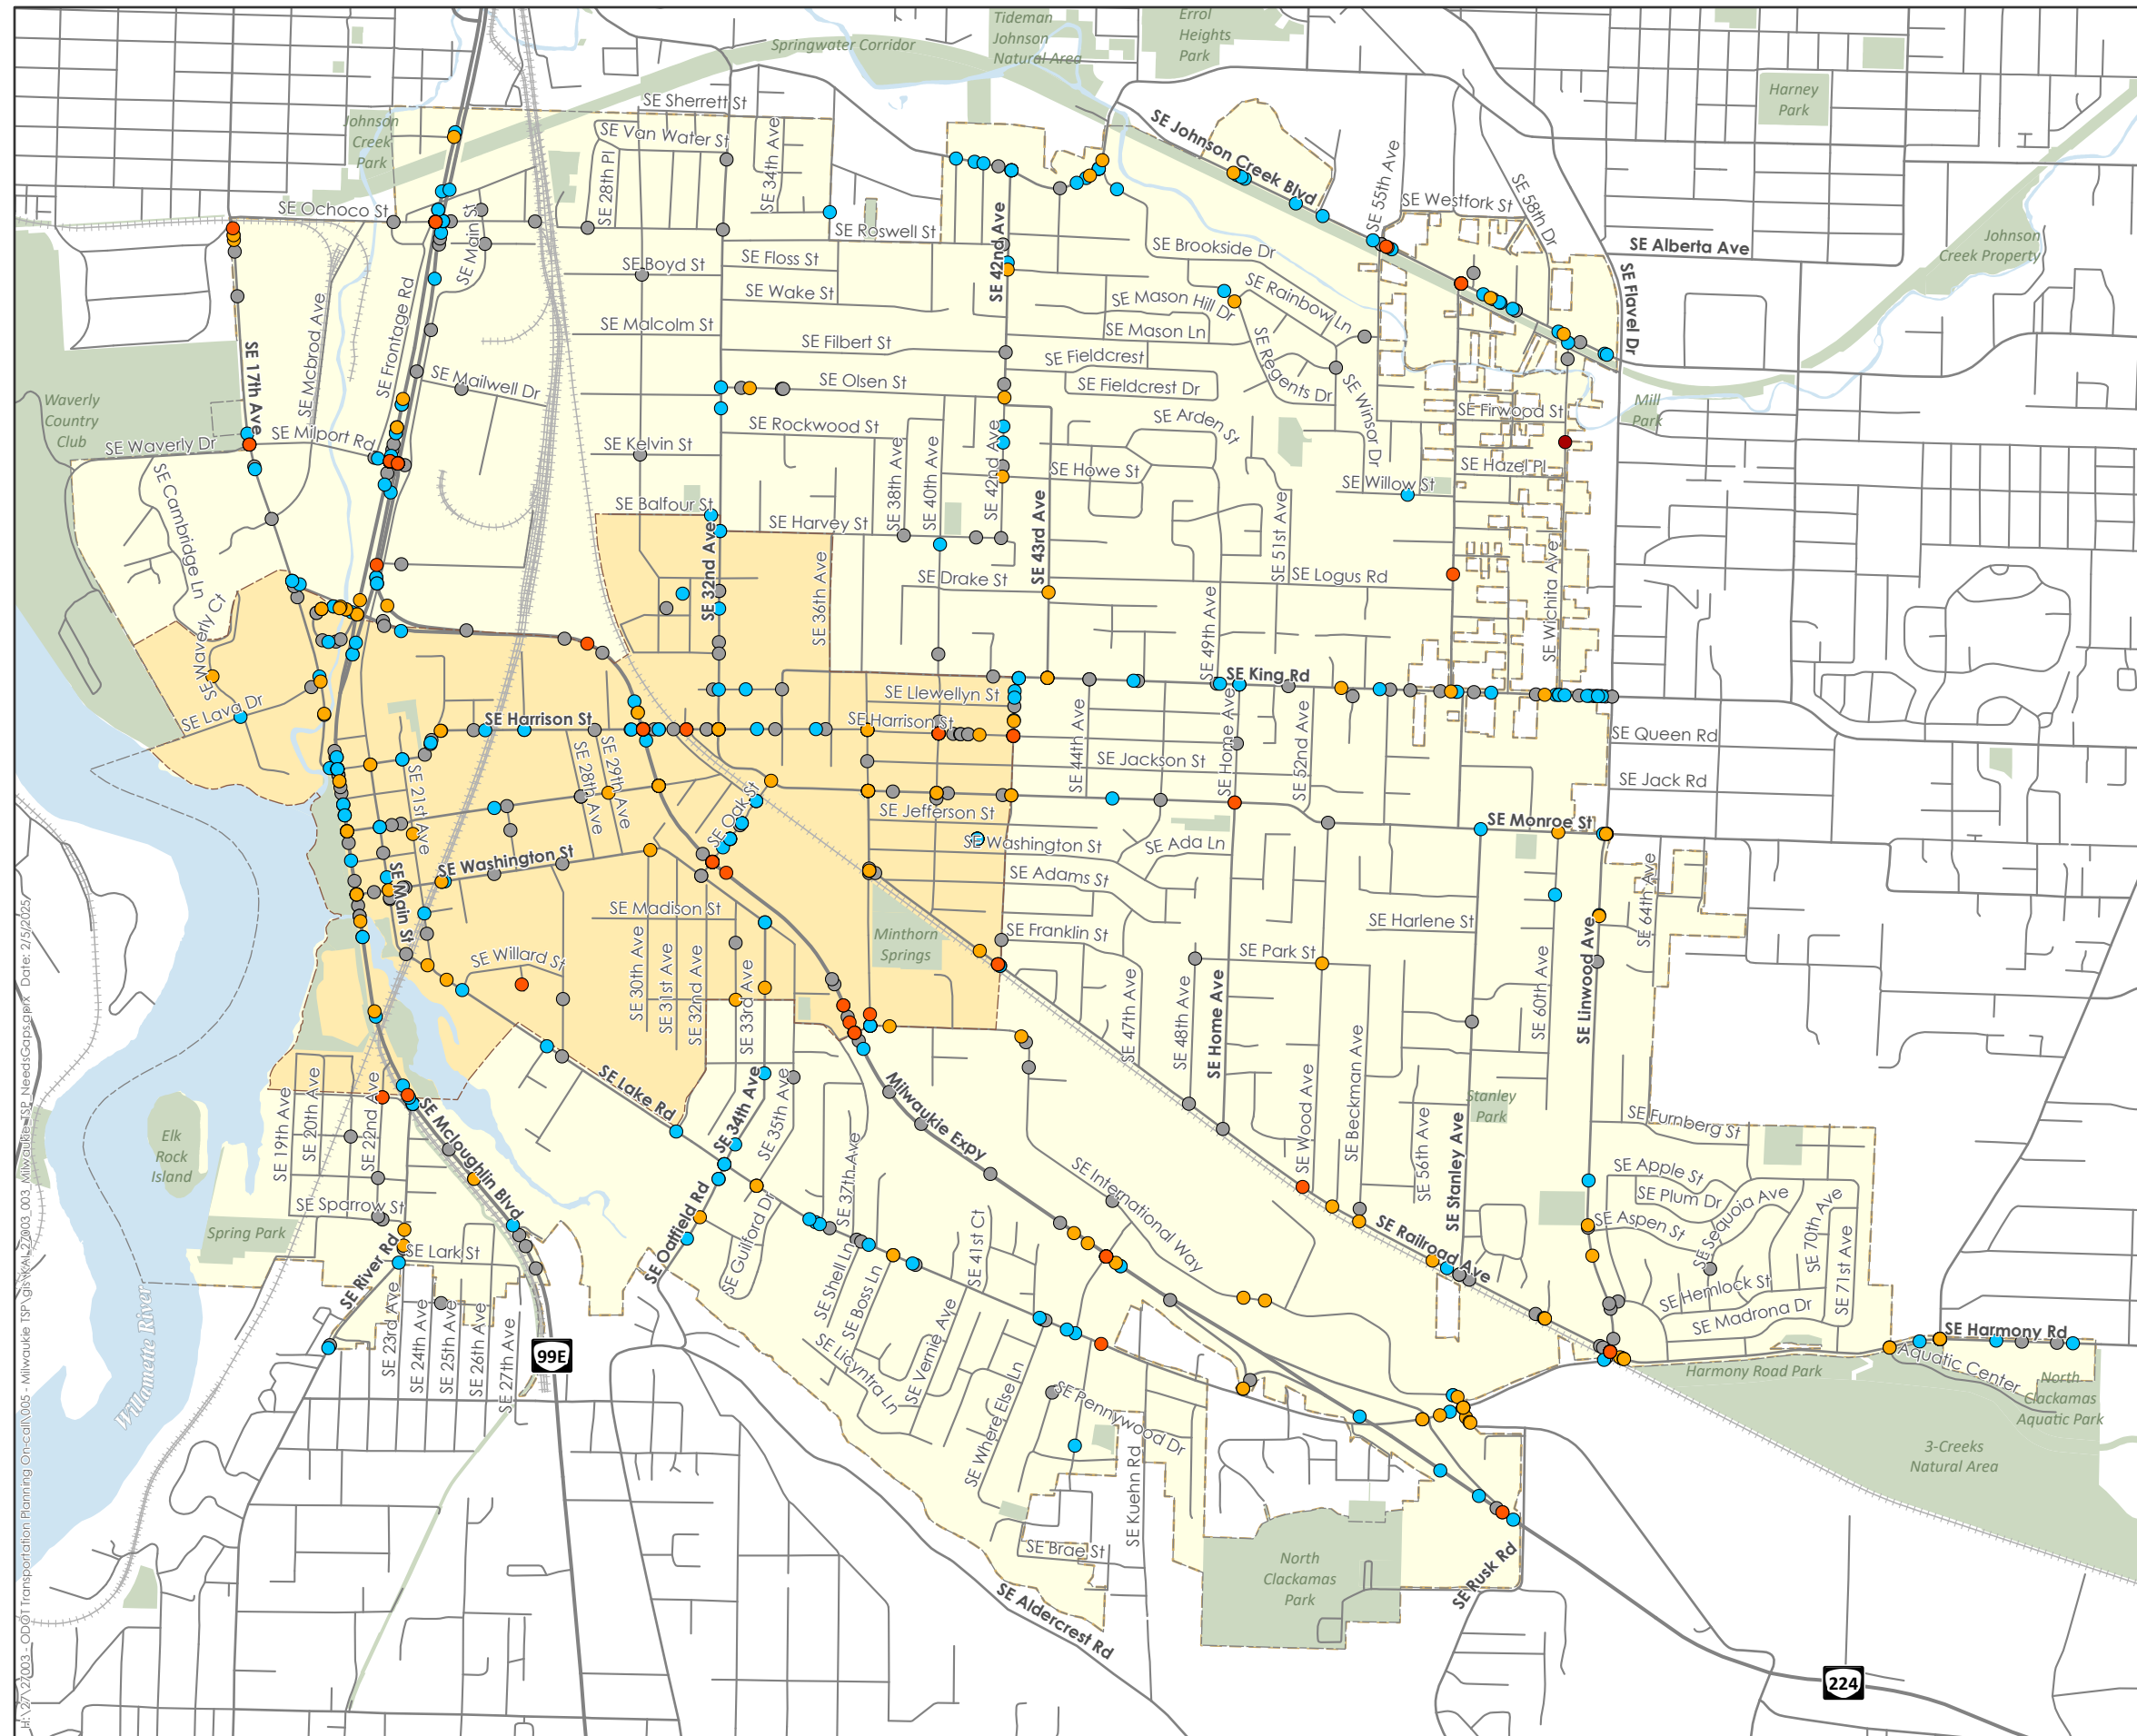 Springwater Corridor
Tideman
Johnson
Natural Area
Errol
Heights
Park
Harney
Park
SE Sherrett St
SE Van Water St
SE 34th Ave
SE 28th Pl
Johnson
Creek
Park
SE Johnson Creek Blvd
SE 55th Ave
SE Westfork St
SE 58th Dr
SE Ochoco St
SE Main St
SE Roswell St
SE 42nd Ave
SE Brookside Dr
SE Alberta Ave
Johnson
Creek Property
SE Flavel Dr
SE Boyd St
SE Floss St
SE Wake St
SE Mason Hill Dr
SE Rainbow Ln
SE Mcbrod Ave
SE Frontage Rd
SE Malcolm St
SE Filbert St
SE Mason Ln
SE 17th Ave
SE Fieldcrest
SE Regents Dr
SE Mailwell Dr
SE Olsen St
SE Fieldcrest Dr
SE Winsor Dr
Waverly
Country
Club
SE Firwood St
Mill
Park
SE Waverly Dr
SE Milport Rd
SE Rockwood St
SE Arden St
SE Kelvin St
SE 38th Ave
SE 40th Ave
SE 42nd Ave
SE Howe St
SE Hazel Pl
SE Willow St
SE Cambridge Ln
SE Balfour St
SE Harvey St
SE 43rd Ave
SE 51st Ave
SE 32nd Ave
SE 36th Ave
SE Drake St
SE Logus Rd
SE Wichita Ave
SE Waverly Ct
SE 49th Ave
SE King Rd
SE Llewellyn St
SE Lava Dr
SE Harrison St
SE Harrison St
SE 44th Ave
SE Home Ave
SE 52nd Ave
SE Queen Rd
SE Jackson St
SE Jack Rd
SE 21st Ave
SE 28th Ave
SE 29th Ave
SE Oak St
SE Jefferson St
SE Monroe St
SE Washington St
SE Washington St
SE Ada Ln
SE Adams St
SE 64th Ave
SE Main St
SE Madison St
SE Harlene St
SE Franklin St
SE Park St
Minthorn
Springs
SE Willard St
SE 30th Ave
SE 31st Ave
SE 32nd Ave
SE 33rd Ave
SE 47th Ave
SE 48th Ave
SE Home Ave
SE 60th Ave
SE Linwood Ave
SE Beckman Ave
SE Wood Ave
SE 56th Ave
SE Stanley Ave
Stanley
Park
SE Lake Rd
SE 34th Ave
SE 35th Ave
Milwaukie Expy
SE Furnberg St
SE 19th Ave
SE 20th Ave
SE 22nd Ave
SE Mcloughlin Blvd
Elk
Rock
Island
SE 37th Ave
SE International Way
SE Apple St
SE Plum Dr
SE Sequoia Ave
SE Aspen St
SE 70th Ave
SE 71st Ave
SE Sparrow St
Spring Park
SE River Rd
SE Lark St
SE Oatfield Rd
SE Guilford Dr
SE Shell Ln
SE Boss Ln
SE 41st Ct
SE Railroad Ave
SE Hemlock St
SE Madrona Dr
SE Harmony Rd
SE 23rd Ave
SE 24th Ave
SE 25th Ave
SE 26th Ave
SE 27th Ave
99E
SE Licyntra Ln
SE Vernie Ave
SE Where Else Ln
SE Pennywood Dr
Harmony Road Park
Aquatic Center
North
Clackamas
Aquatic Park
Willamette River
SE Kuehn Rd
3-Creeks
Natural Area
SE Brae St
North
Clackamas
Park
SE Rusk Rd
SE Aldercrest Rd
224
H:\27\27003 - ODOT Transportation Planning On-call\005 - Milwaukie TSP\gis\KAI_27003_003_Milwaukie_TSP_NeedsGaps.aprx Date: 2/5/2025